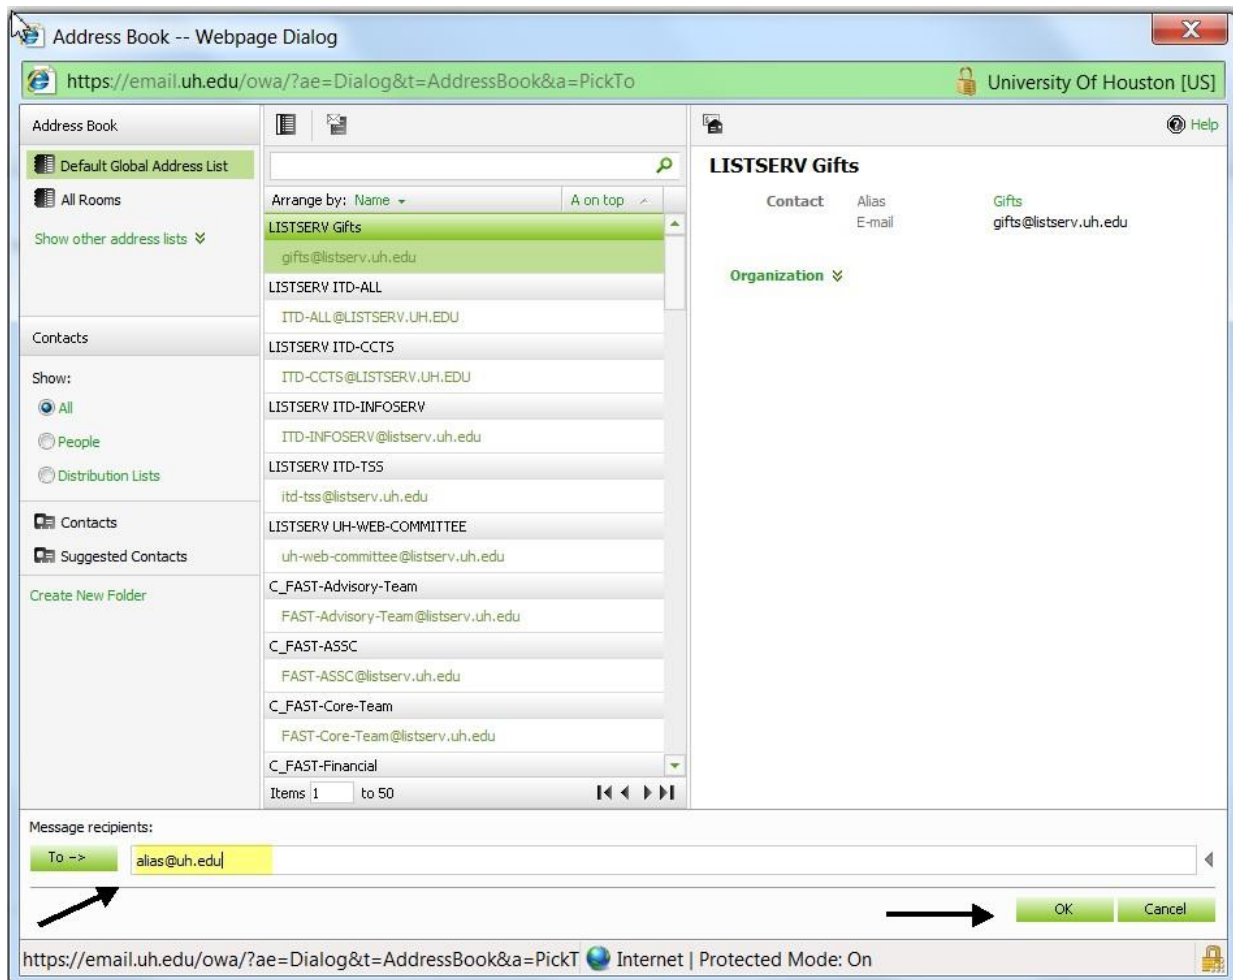 Address Book -- Webpage Dialog
https://email.uh.edu/owa/?ae=Dialog&t=AddressBook&a=PickTo
University Of Houston [US]
Address Book
Default Global Address List
All Rooms
Show other address lists
Contacts
Show:
All
People
Distribution Lists
Contacts
Suggested Contacts
Create New Folder
Arrange by: Name
A on top
LISTSERV Gifts
gifts@listserv.uh.edu
LISTSERV ITD-ALL
ITD-ALL@LISTSERV.UH.EDU
LISTSERV ITD-CCTS
ITD-CCTS@LISTSERV.UH.EDU
LISTSERV ITD-INFOSERV
ITD-INFOSERV@listserv.uh.edu
LISTSERV ITD-TSS
itd-tss@listserv.uh.edu
LISTSERV UH-WEB-COMMITTEE
uh-web-committee@listserv.uh.edu
C_FAST-Advisory-Team
FAST-Advisory-Team@listserv.uh.edu
C_FAST-ASSC
FAST-ASSC@listserv.uh.edu
C_FAST-Core-Team
FAST-Core-Team@listserv.uh.edu
C_FAST-Financial
Items 1 to 50
Help
LISTSERV Gifts
Contact Alias Gifts
E-mail gifts@listserv.uh.edu
Organization
Message recipients:
To -> alias@uh.edu
OK Cancel
https://email.uh.edu/owa/?ae=Dialog&t=AddressBook&a=PickT Internet | Protected Mode: On